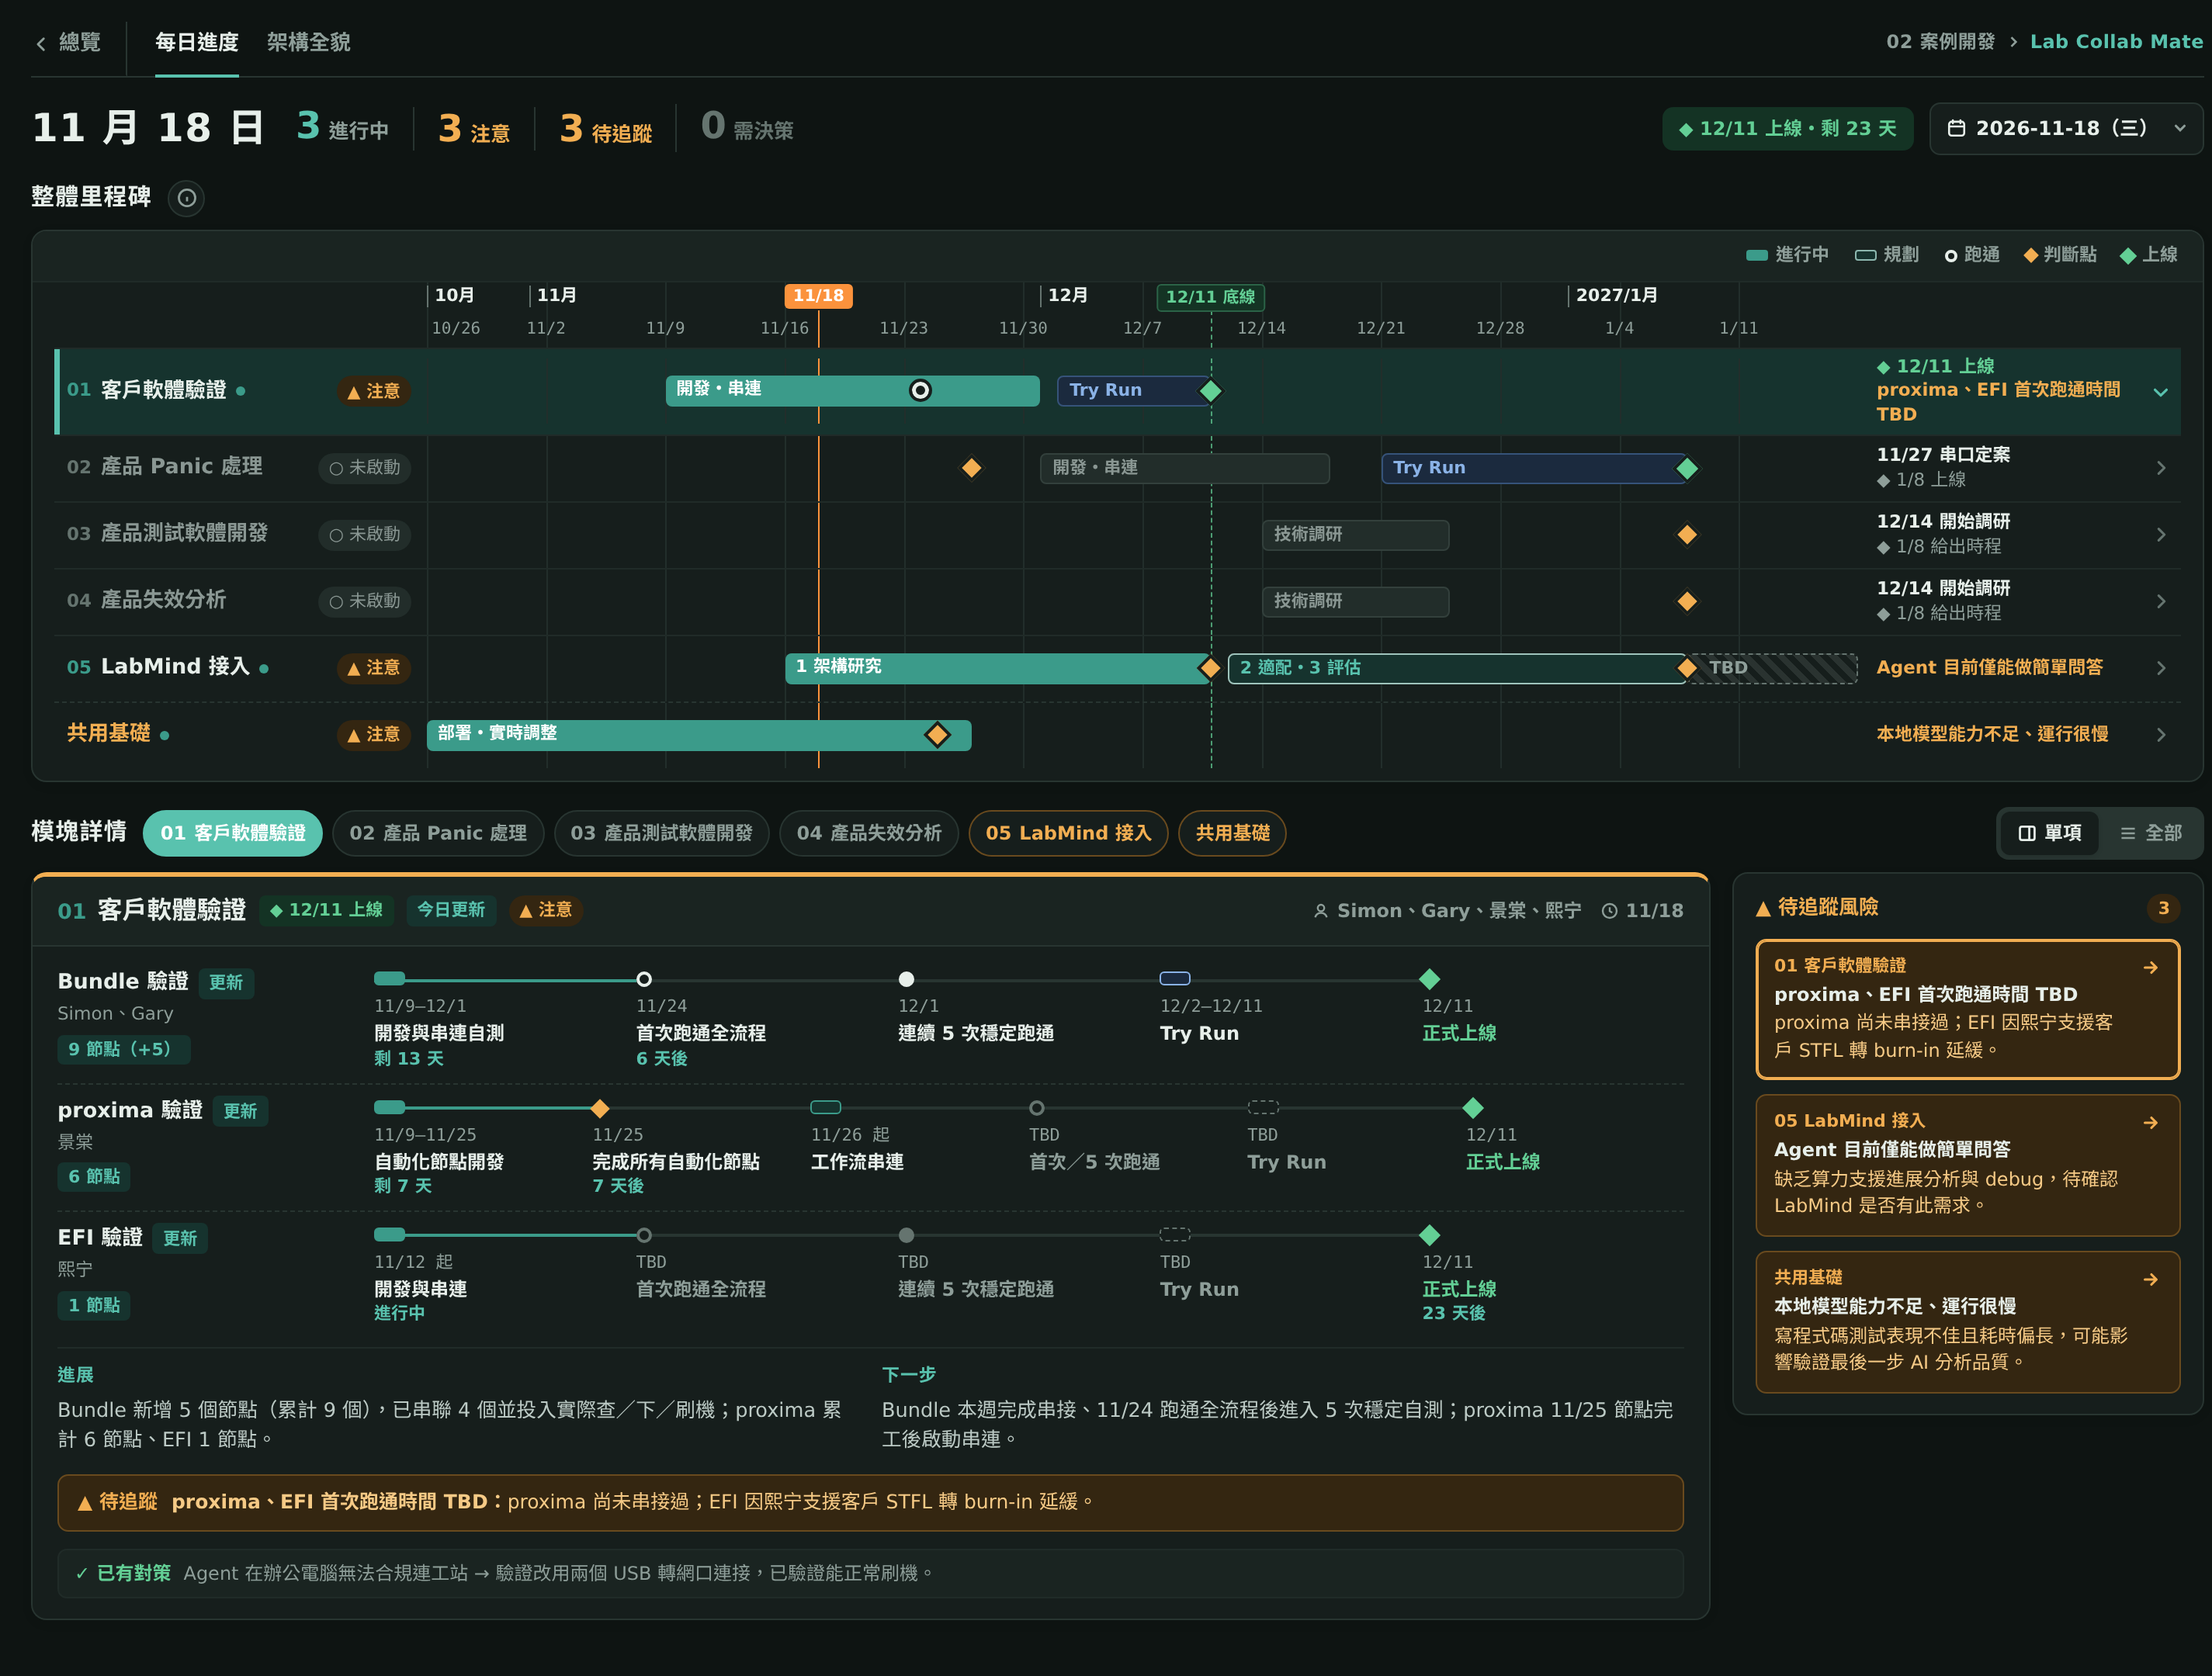 總覽
每日進度
架構全貌
02 案例開發 › Lab Collab Mate
11 月 18 日
3 進行中
3 注意
3 待追蹤
0 需決策
◆ 12/11 上線・剩 23 天
2026-11-18（三）
整體里程碑
進行中
規劃
跑通
判斷點
上線
10月
11月
11/18
12月
12/11 底線
2027/1月
10/26
11/2
11/9
11/16
11/23
11/30
12/7
12/14
12/21
12/28
1/4
1/11
01 客戶軟體驗證
▲ 注意
開發・串連
Try Run
◆ 12/11 上線
proxima、EFI 首次跑通時間
TBD
02 產品 Panic 處理
○ 未啟動
開發・串連
Try Run
11/27 串口定案
◆ 1/8 上線
03 產品測試軟體開發
○ 未啟動
技術調研
12/14 開始調研
◆ 1/8 給出時程
04 產品失效分析
○ 未啟動
技術調研
12/14 開始調研
◆ 1/8 給出時程
05 LabMind 接入
▲ 注意
1 架構研究
2 適配・3 評估
TBD
Agent 目前僅能做簡單問答
共用基礎
▲ 注意
部署・實時調整
本地模型能力不足、運行很慢
模塊詳情
01 客戶軟體驗證
02 產品 Panic 處理
03 產品測試軟體開發
04 產品失效分析
05 LabMind 接入
共用基礎
單項
全部
01 客戶軟體驗證
◆ 12/11 上線
今日更新
▲ 注意
Simon、Gary、景棠、熙宁
11/18
Bundle 驗證
更新
Simon、Gary
9 節點（+5）
11/9–12/1
開發與串連自測
剩 13 天
11/24
首次跑通全流程
6 天後
12/1
連續 5 次穩定跑通
12/2–12/11
Try Run
12/11
正式上線
proxima 驗證
更新
景棠
6 節點
11/9–11/25
自動化節點開發
剩 7 天
11/25
完成所有自動化節點
7 天後
11/26 起
工作流串連
TBD
首次／5 次跑通
TBD
Try Run
12/11
正式上線
EFI 驗證
更新
熙宁
1 節點
11/12 起
開發與串連
進行中
TBD
首次跑通全流程
TBD
連續 5 次穩定跑通
TBD
Try Run
12/11
正式上線
23 天後
進展
Bundle 新增 5 個節點（累計 9 個），已串聯 4 個並投入實際查／下／刷機；proxima 累
計 6 節點、EFI 1 節點。
下一步
Bundle 本週完成串接、11/24 跑通全流程後進入 5 次穩定自測；proxima 11/25 節點完
工後啟動串連。
▲ 待追蹤 proxima、EFI 首次跑通時間 TBD：proxima 尚未串接過；EFI 因熙宁支援客戶 STFL 轉 burn-in 延緩。
✓ 已有對策 Agent 在辦公電腦無法合規連工站 → 驗證改用兩個 USB 轉網口連接，已驗證能正常刷機。
▲ 待追蹤風險
3
01 客戶軟體驗證
→
proxima、EFI 首次跑通時間 TBD
proxima 尚未串接過；EFI 因熙宁支援客
戶 STFL 轉 burn-in 延緩。
05 LabMind 接入
→
Agent 目前僅能做簡單問答
缺乏算力支援進展分析與 debug，待確認
LabMind 是否有此需求。
共用基礎
→
本地模型能力不足、運行很慢
寫程式碼測試表現不佳且耗時偏長，可能影
響驗證最後一步 AI 分析品質。